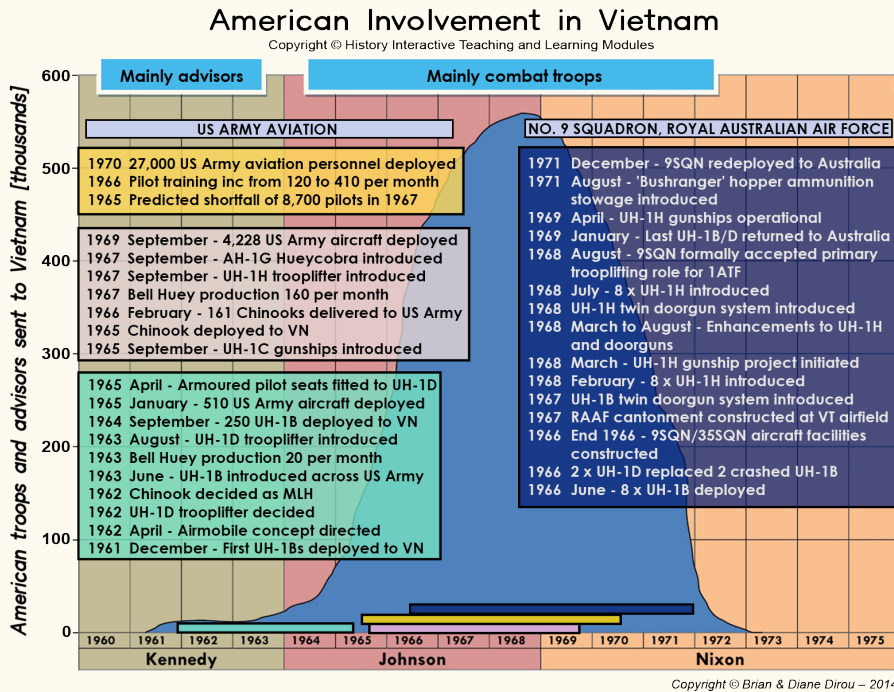 American Involvement in Vietnam
Copyright © History Interactive Teaching and Learning Modules
Mainly advisors
Mainly combat troops
American troops and advisors sent to Vietnam [thousands]
600
500
400
300
200
100
0
US ARMY AVIATION
1970 27,000 US Army aviation personnel deployed
1966 Pilot training inc from 120 to 410 per month
1965 Predicted shortfall of 8,700 pilots in 1967
1969 September - 4,228 US Army aircraft deployed
1967 September - AH-1G Hueycobra introduced
1967 September - UH-1H trooplifter introduced
1967 Bell Huey production 160 per month
1966 February - 161 Chinooks delivered to US Army
1965 Chinook deployed to VN
1965 September - UH-1C gunships introduced
1965 April - Armoured pilot seats fitted to UH-1D
1965 January - 510 US Army aircraft deployed
1964 September - 250 UH-1B deployed to VN
1963 August - UH-1D trooplifter introduced
1963 Bell Huey production 20 per month
1963 June - UH-1B introduced across US Army
1962 Chinook decided as MLH
1962 UH-1D trooplifter decided
1962 April - Airmobile concept directed
1961 December - First UH-1Bs deployed to VN
NO. 9 SQUADRON, ROYAL AUSTRALIAN AIR FORCE
1971 December - 9SQN redeployed to Australia
1971 August - 'Bushranger' hopper ammunition
stowage introduced
1969 April - UH-1H gunships operational
1969 January - Last UH-1B/D returned to Australia
1968 August - 9SQN formally accepted primary
trooplifting role for 1ATF
1968 July - 8 x UH-1H introduced
1968 UH-1H twin doorgun system introduced
1968 March to August - Enhancements to UH-1H
and doorguns
1968 March - UH-1H gunship project initiated
1968 February - 8 x UH-1H introduced
1967 UH-1B twin doorgun system introduced
1967 RAAF cantonment constructed at VT airfield
1966 End 1966 - 9SQN/35SQN aircraft facilities
constructed
1966 2 x UH-1D replaced 2 crashed UH-1B
1966 June - 8 x UH-1B deployed
1960 1961 1962 1963 1964 1965 1966 1967 1968 1969 1970 1971 1972 1973 1974 1975
Kennedy Johnson Nixon
Copyright © Brian & Diane Dirou – 2014